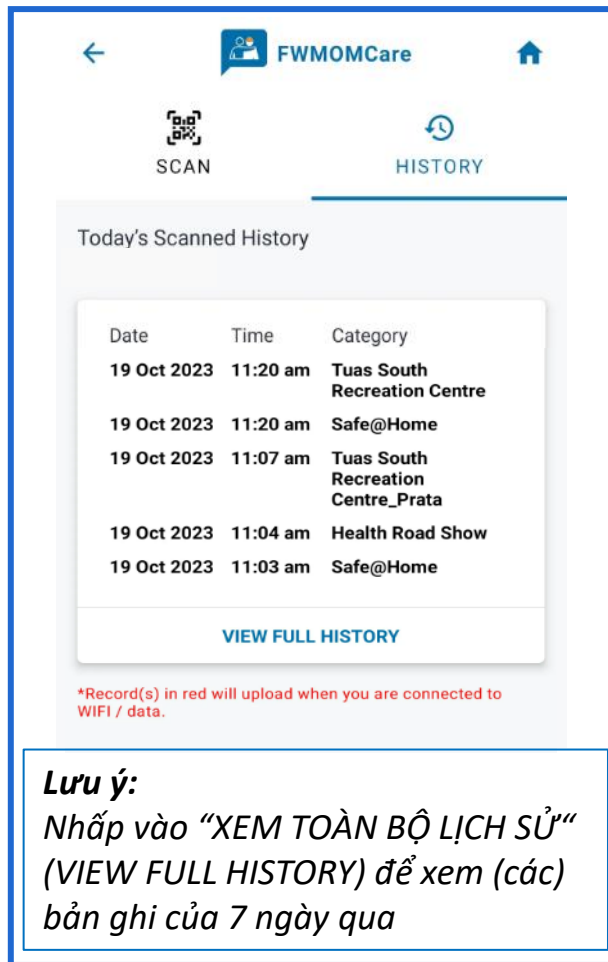 FWMOMCare
SCAN
HISTORY
Today's Scanned History
Date Time Category
19 Oct 2023 11:20 am Tuas South
Recreation Centre
19 Oct 2023 11:20 am Safe@Home
19 Oct 2023 11:07 am Tuas South
Recreation
Centre_Prata
19 Oct 2023 11:04 am Health Road Show
19 Oct 2023 11:03 am Safe@Home
VIEW FULL HISTORY
*Record(s) in red will upload when you are connected to
WIFI / data.
Lưu ý:
Nhấp vào “XEM TOÀN BỘ LỊCH SỬ“
(VIEW FULL HISTORY) để xem (các)
bản ghi của 7 ngày qua